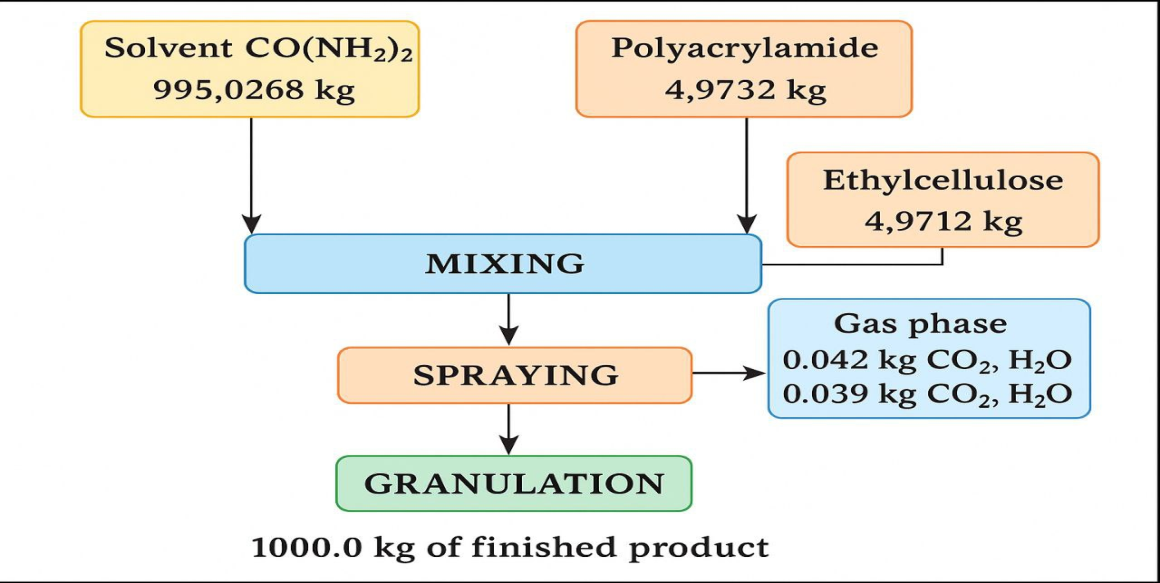 Solvent CO(NH₂)₂
995,0268 kg
Polyacrylamide
4,9732 kg
Ethylcellulose
4,9712 kg
MIXING
Gas phase
0.042 kg CO₂, H₂O
0.039 kg CO₂, H₂O
SPRAYING
GRANULATION
1000.0 kg of finished product